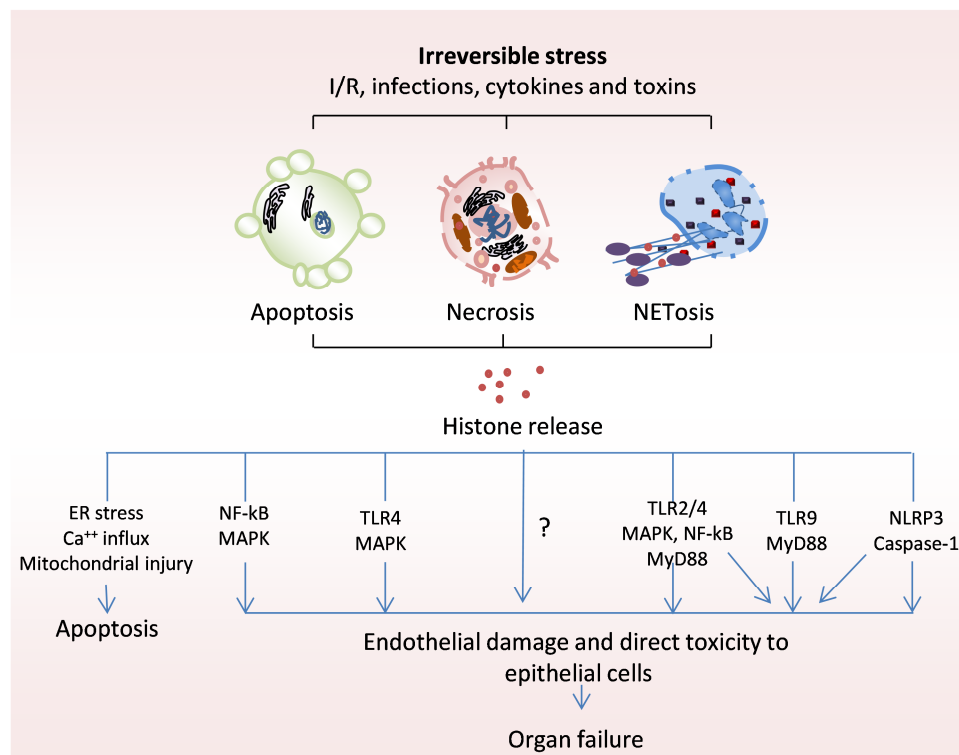 Irreversible stress
I/R, infections, cytokines and toxins
Apoptosis
Necrosis
NETosis
Histone release
ER stress
Ca⁺⁺ influx
Mitochondrial injury
NF-kB
MAPK
TLR4
MAPK
?
TLR2/4
MAPK, NF-kB
MyD88
TLR9
MyD88
NLRP3
Caspase-1
Apoptosis
Endothelial damage and direct toxicity to
epithelial cells
Organ failure